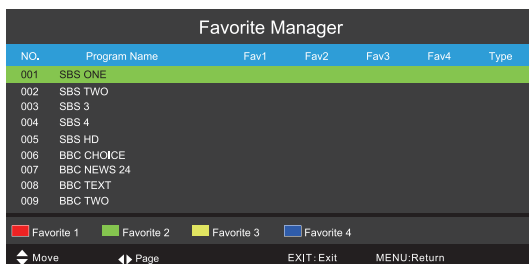 Favorite Manager
NO. Program Name Fav1 Fav2 Fav3 Fav4 Type
001 SBS ONE
002 SBS TWO
003 SBS 3
004 SBS 4
005 SBS HD
006 BBC CHOICE
007 BBC NEWS 24
008 BBC TEXT
009 BBC TWO
Favorite 1 Favorite 2 Favorite 3 Favorite 4
Move Page EXIT:Exit MENU:Return